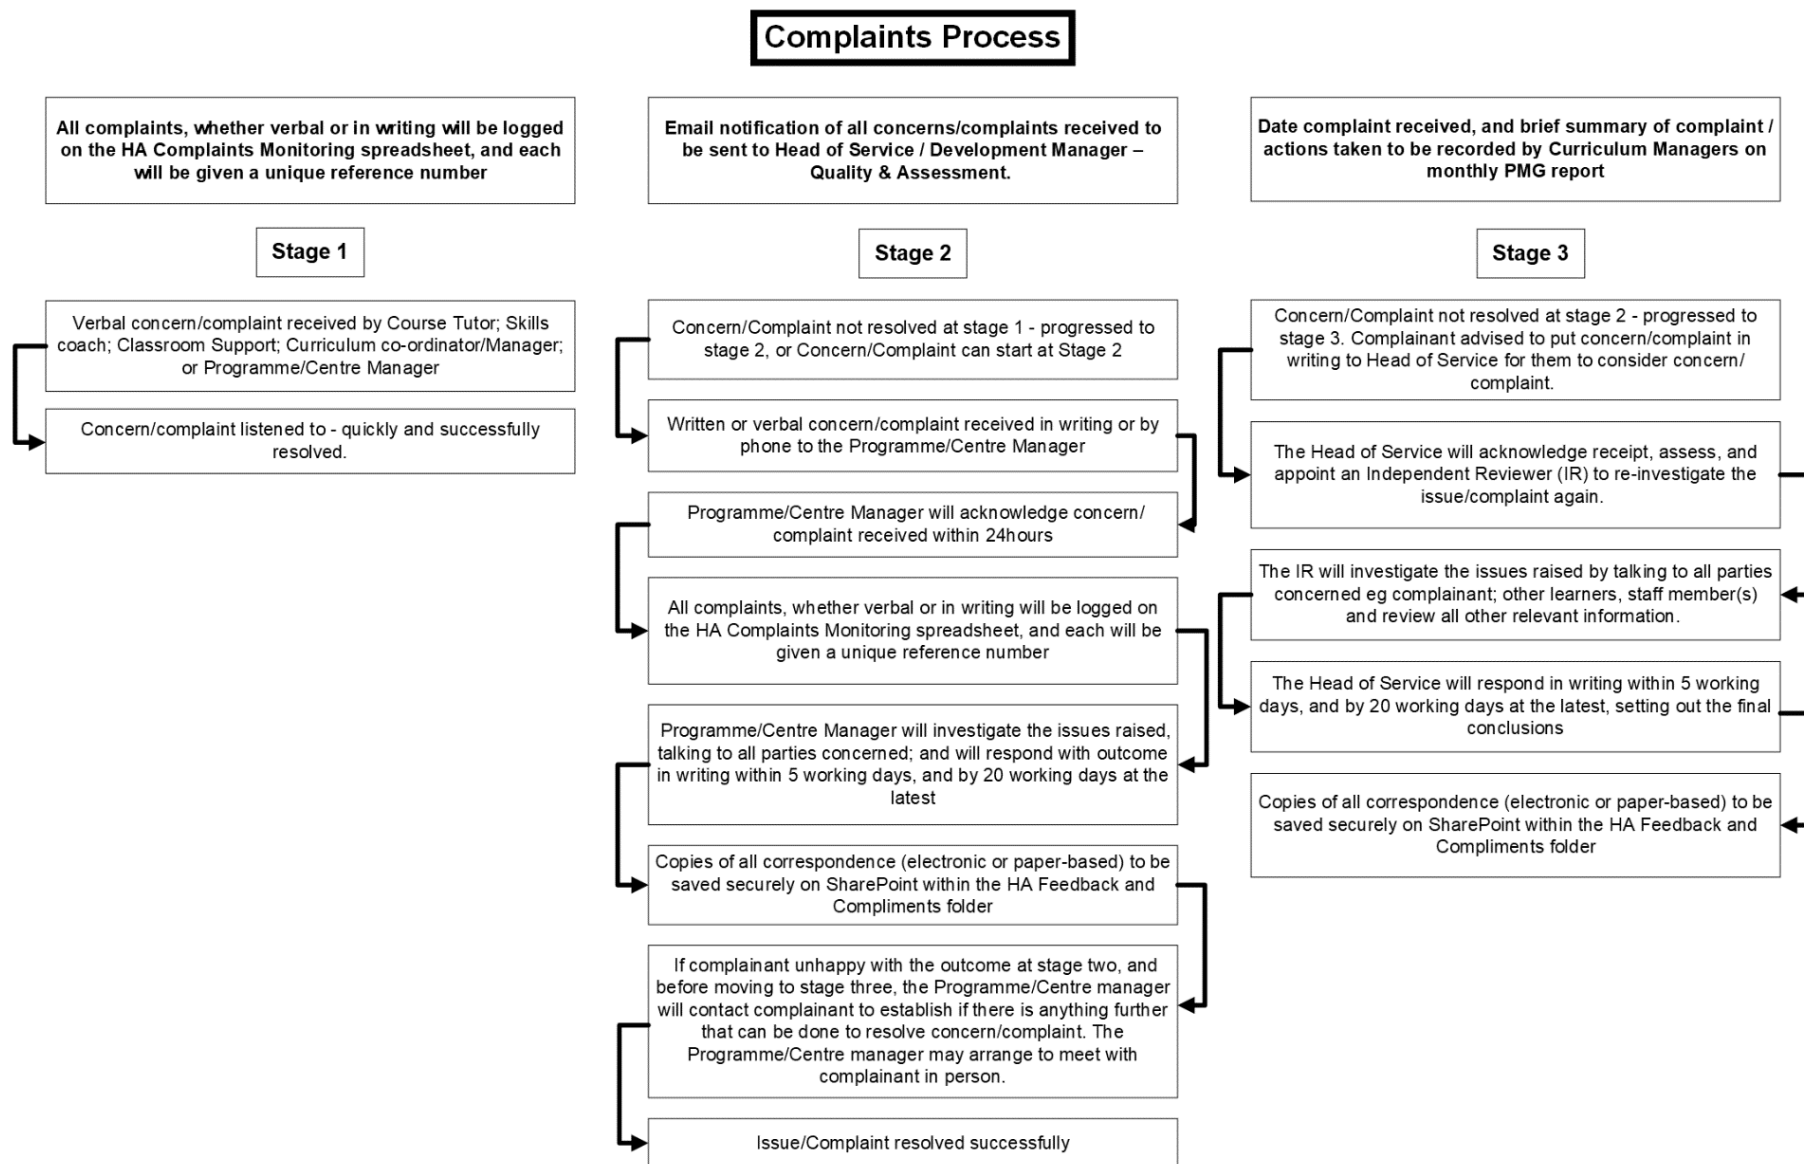 Complaints Process
All complaints, whether verbal or in writing will be logged
on the HA Complaints Monitoring spreadsheet, and each
will be given a unique reference number
Email notification of all concerns/complaints received to
be sent to Head of Service / Development Manager –
Quality & Assessment.
Date complaint received, and brief summary of complaint /
actions taken to be recorded by Curriculum Managers on
monthly PMG report
Stage 1
Verbal concern/complaint received by Course Tutor; Skills
coach; Classroom Support; Curriculum co-ordinator/Manager;
or Programme/Centre Manager
Concern/complaint listened to - quickly and successfully
resolved.
Stage 2
Concern/Complaint not resolved at stage 1 - progressed to
stage 2, or Concern/Complaint can start at Stage 2
Written or verbal concern/complaint received in writing or by
phone to the Programme/Centre Manager
Programme/Centre Manager will acknowledge concern/
complaint received within 24hours
All complaints, whether verbal or in writing will be logged on
the HA Complaints Monitoring spreadsheet, and each will be
given a unique reference number
Programme/Centre Manager will investigate the issues raised,
talking to all parties concerned; and will respond with outcome
in writing within 5 working days, and by 20 working days at the
latest
Copies of all correspondence (electronic or paper-based) to be
saved securely on SharePoint within the HA Feedback and
Compliments folder
If complainant unhappy with the outcome at stage two, and
before moving to stage three, the Programme/Centre manager
will contact complainant to establish if there is anything further
that can be done to resolve concern/complaint. The
Programme/Centre manager may arrange to meet with
complainant in person.
Issue/Complaint resolved successfully
Stage 3
Concern/Complaint not resolved at stage 2 - progressed to
stage 3. Complainant advised to put concern/complaint in
writing to Head of Service for them to consider concern/
complaint.
The Head of Service will acknowledge receipt, assess, and
appoint an Independent Reviewer (IR) to re-investigate the
issue/complaint again.
The IR will investigate the issues raised by talking to all parties
concerned eg complainant; other learners, staff member(s)
and review all other relevant information.
The Head of Service will respond in writing within 5 working
days, and by 20 working days at the latest, setting out the final
conclusions
Copies of all correspondence (electronic or paper-based) to be
saved securely on SharePoint within the HA Feedback and
Compliments folder